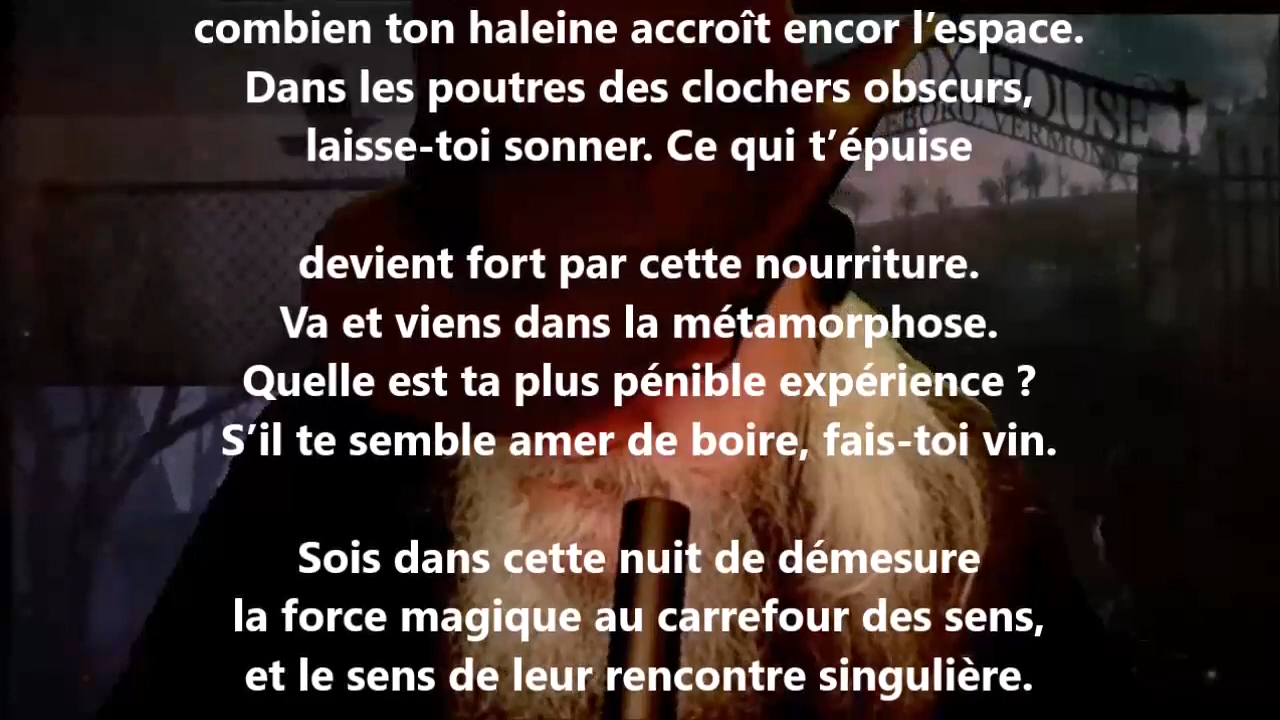 combien ton haleine accroît encor l’espace.
Dans les poutres des clochers obscurs,
laisse-toi sonner. Ce qui t’épuise
devient fort par cette nourriture.
Va et viens dans la métamorphose.
Quelle est ta plus pénible expérience ?
S’il te semble amer de boire, fais-toi vin.
Sois dans cette nuit de démesure
la force magique au carrefour des sens,
et le sens de leur rencontre singulière.
HOUSE
VERMONT